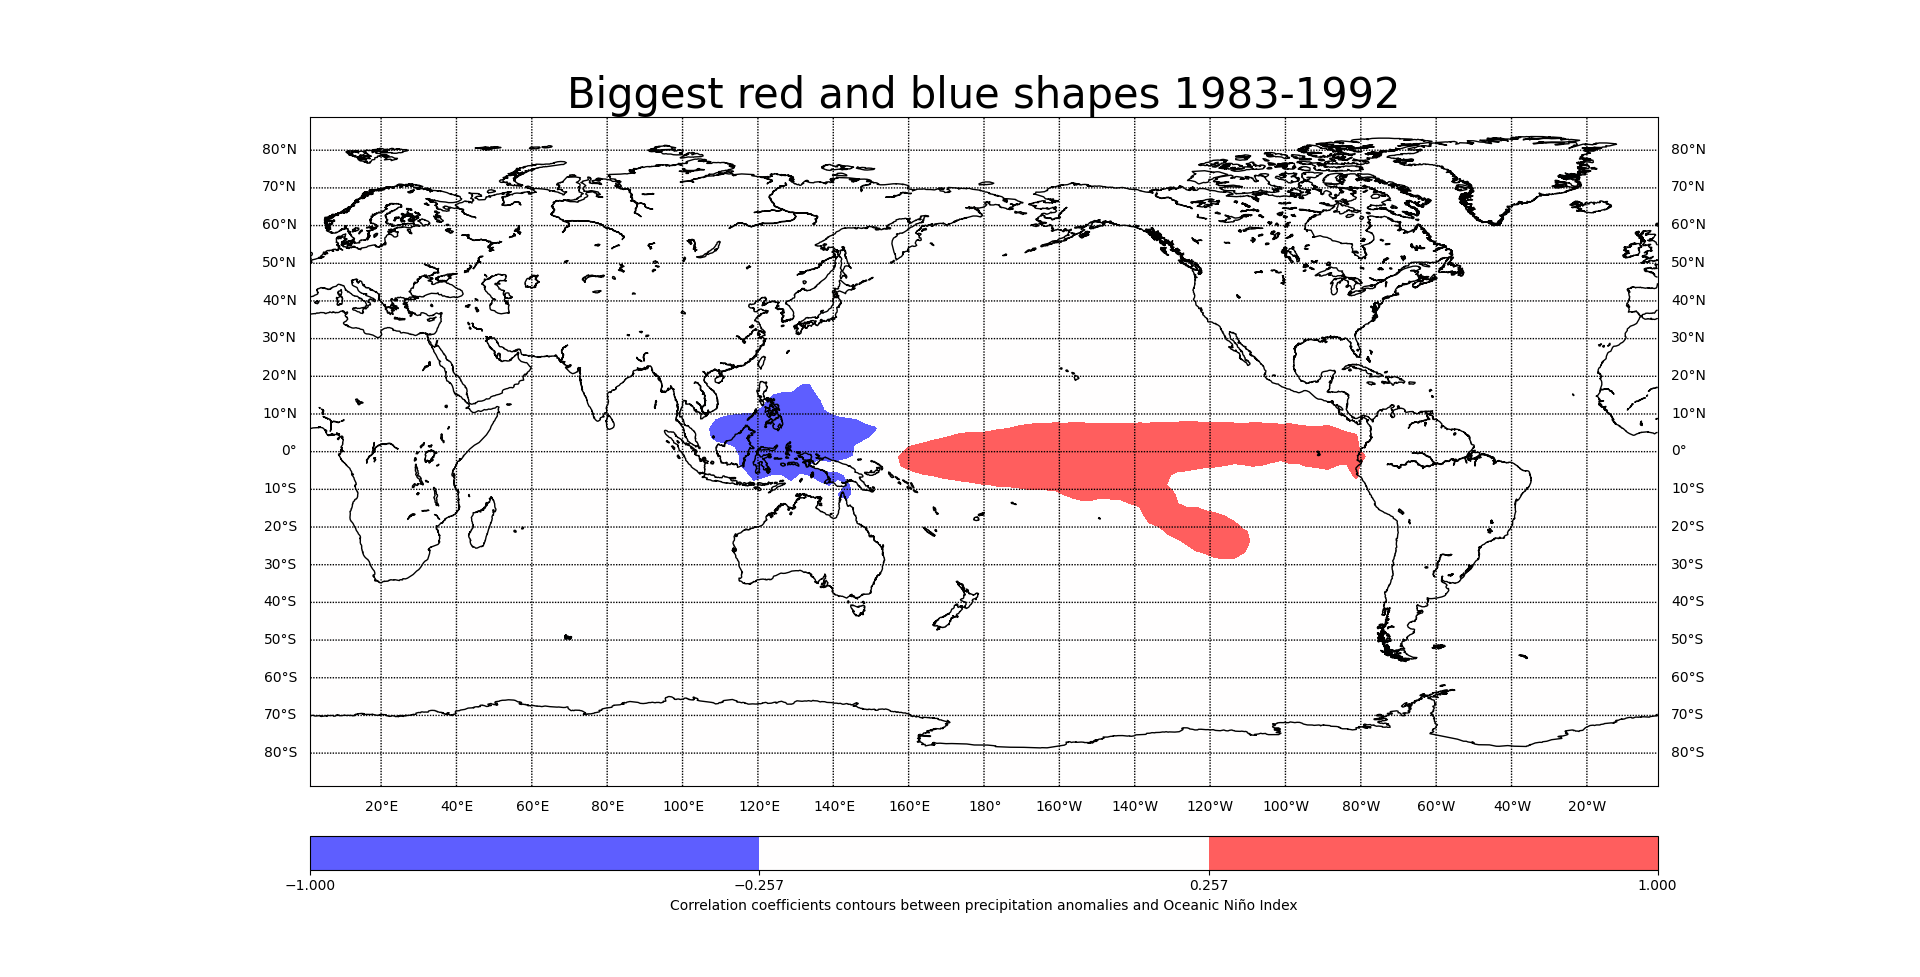 Biggest red and blue shapes 1983-1992
80°N 80°N
70°N 70°N
60°N 60°N
50°N 50°N
40°N 40°N
30°N 30°N
20°N 20°N
10°N 10°N
0° 0°
10°S 10°S
20°S 20°S
30°S 30°S
40°S 40°S
50°S 50°S
60°S 60°S
70°S 70°S
80°S 80°S
20°E 40°E 60°E 80°E 100°E 120°E 140°E 160°E 180° 160°W 140°W 120°W 100°W 80°W 60°W 40°W 20°W
−1.000 −0.257 0.257 1.000
Correlation coefficients contours between precipitation anomalies and Oceanic Niño Index